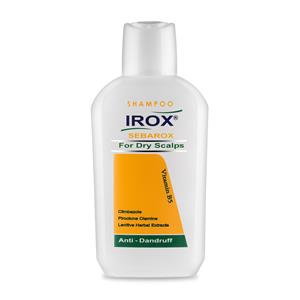 SHAMPOO
IROX®
SEBAROX
For Dry Scalps
Vitamin B5
Climbazole
Piroctone Olamine
Lenitive Herbal Extracts
Anti - Dandruff